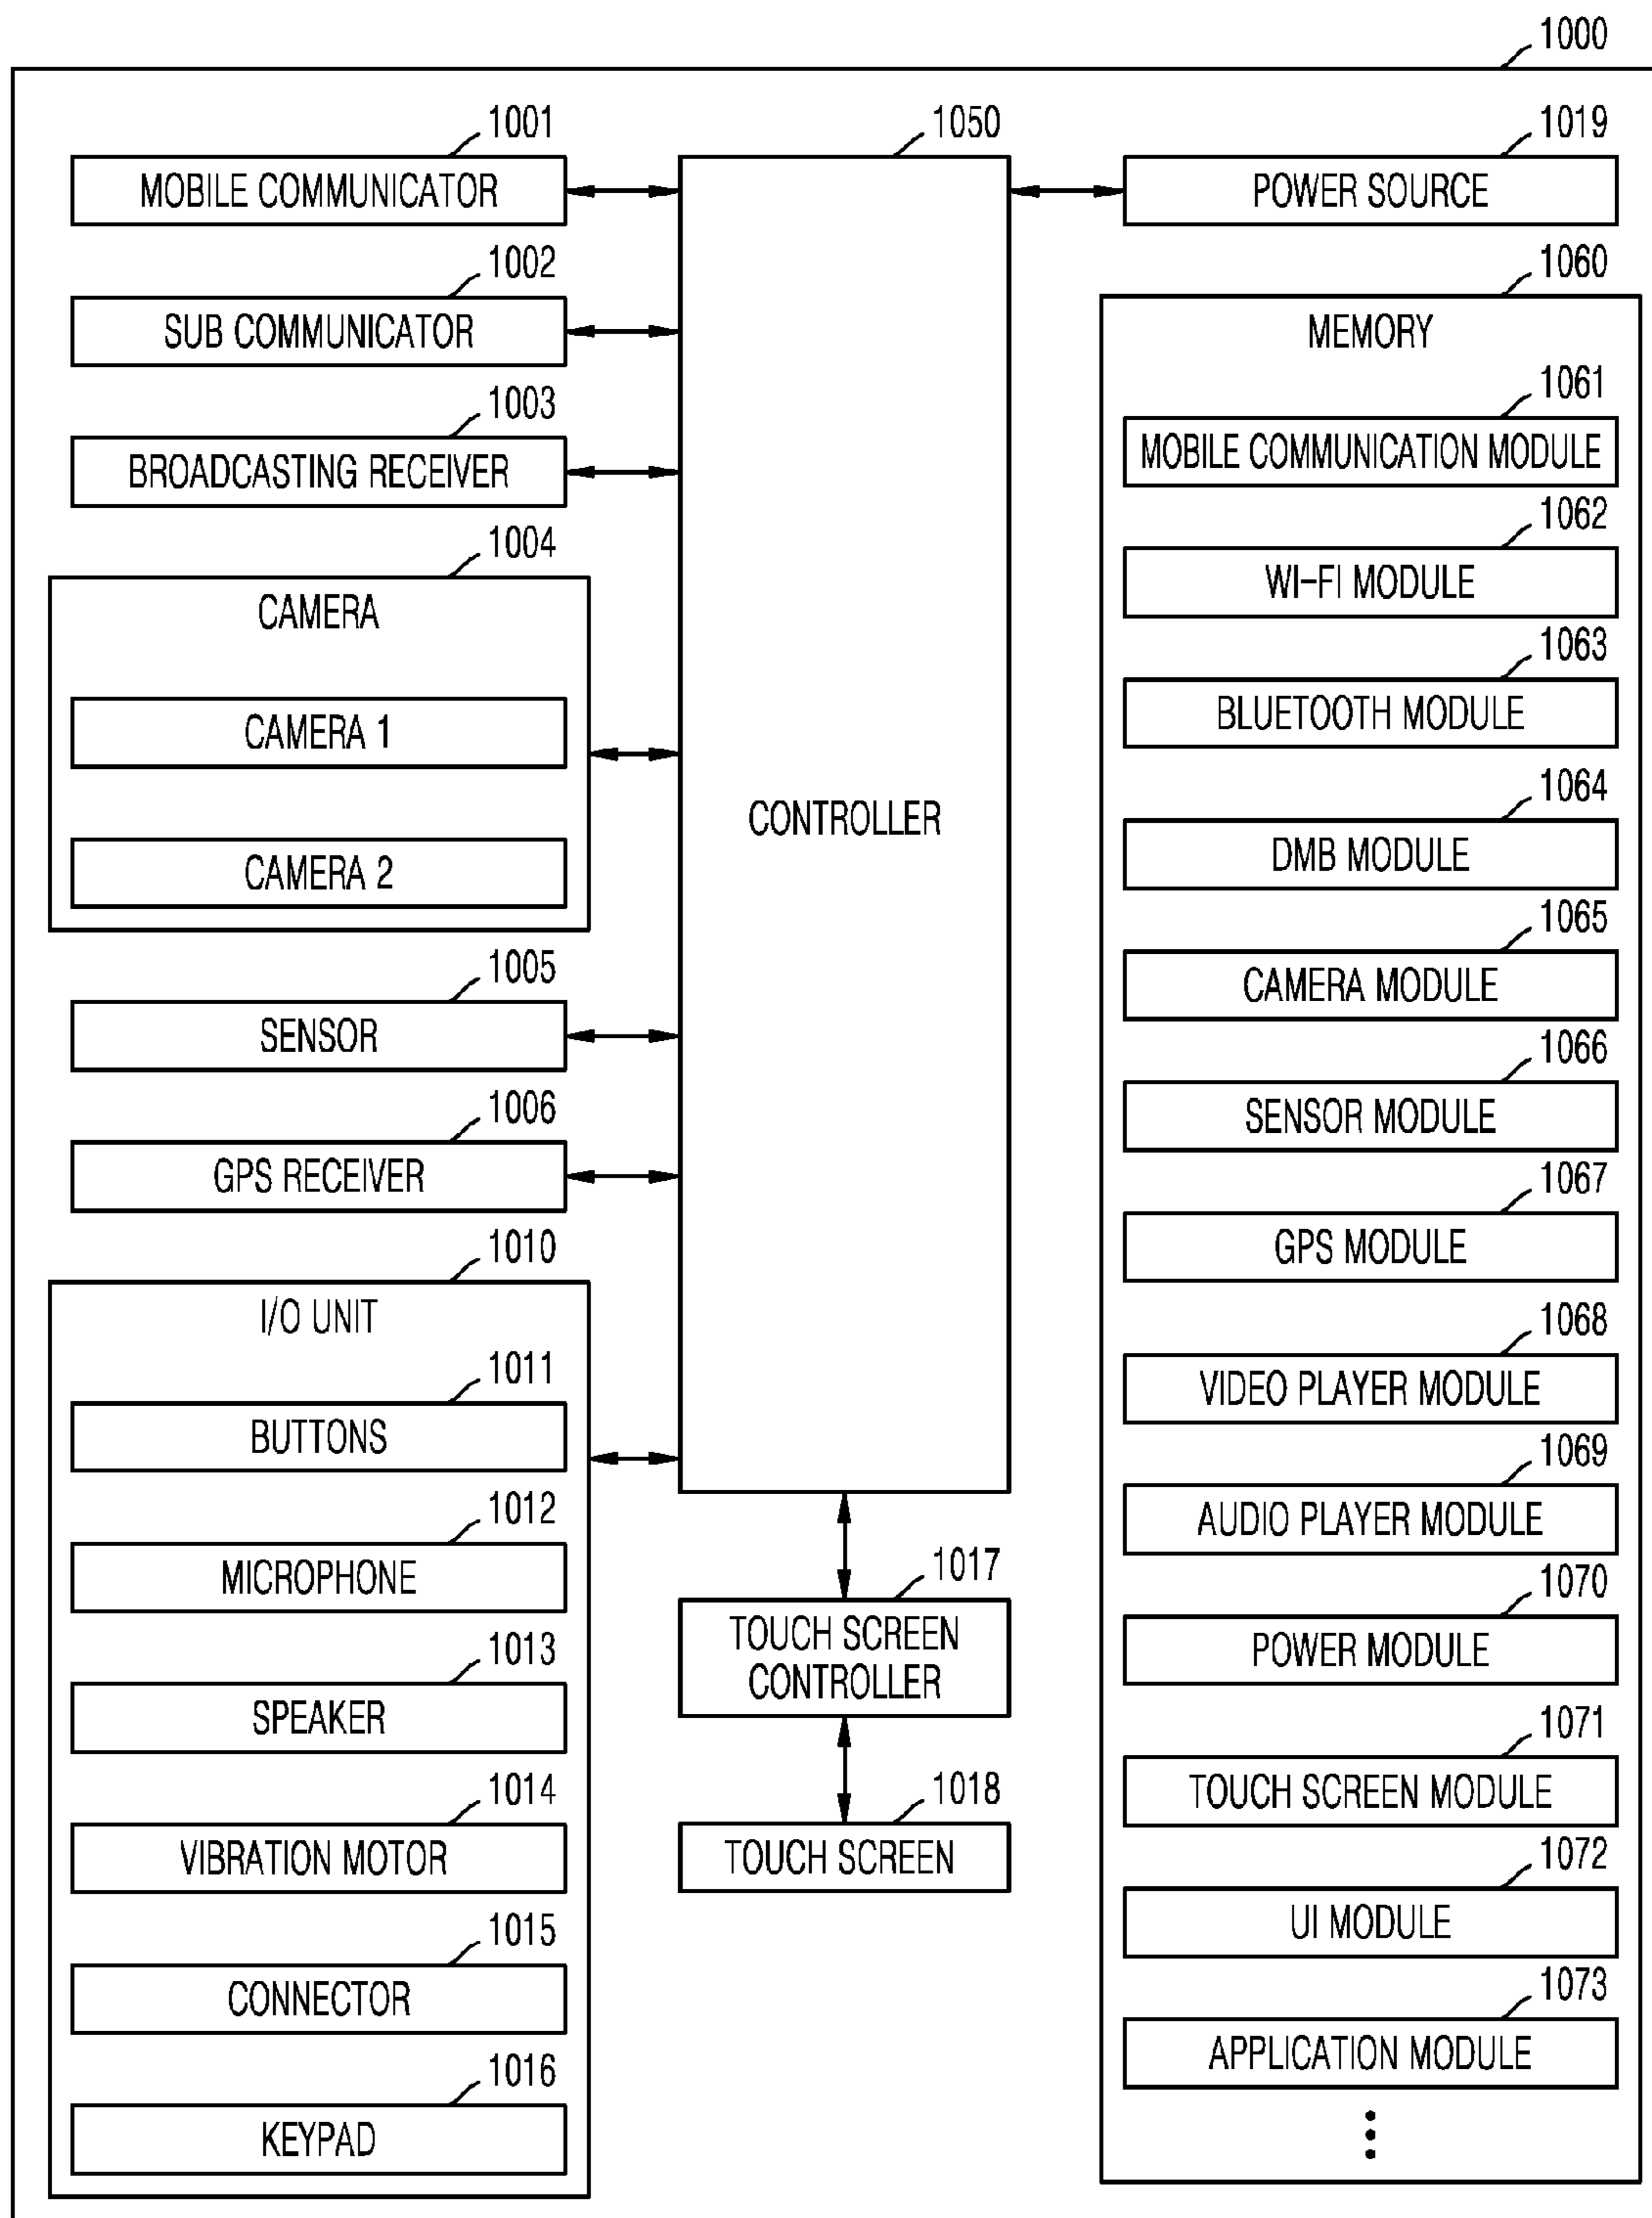 1000
1001
MOBILE COMMUNICATOR
1002
SUB COMMUNICATOR
1003
BROADCASTING RECEIVER
1004
CAMERA
CAMERA 1
CAMERA 2
1005
SENSOR
1006
GPS RECEIVER
1010
I/O UNIT
1011
BUTTONS
1012
MICROPHONE
1013
SPEAKER
1014
VIBRATION MOTOR
1015
CONNECTOR
1016
KEYPAD
1050
CONTROLLER
1017
TOUCH SCREEN
CONTROLLER
1018
TOUCH SCREEN
1019
POWER SOURCE
1060
MEMORY
1061
MOBILE COMMUNICATION MODULE
1062
WI-FI MODULE
1063
BLUETOOTH MODULE
1064
DMB MODULE
1065
CAMERA MODULE
1066
SENSOR MODULE
1067
GPS MODULE
1068
VIDEO PLAYER MODULE
1069
AUDIO PLAYER MODULE
1070
POWER MODULE
1071
TOUCH SCREEN MODULE
1072
UI MODULE
1073
APPLICATION MODULE